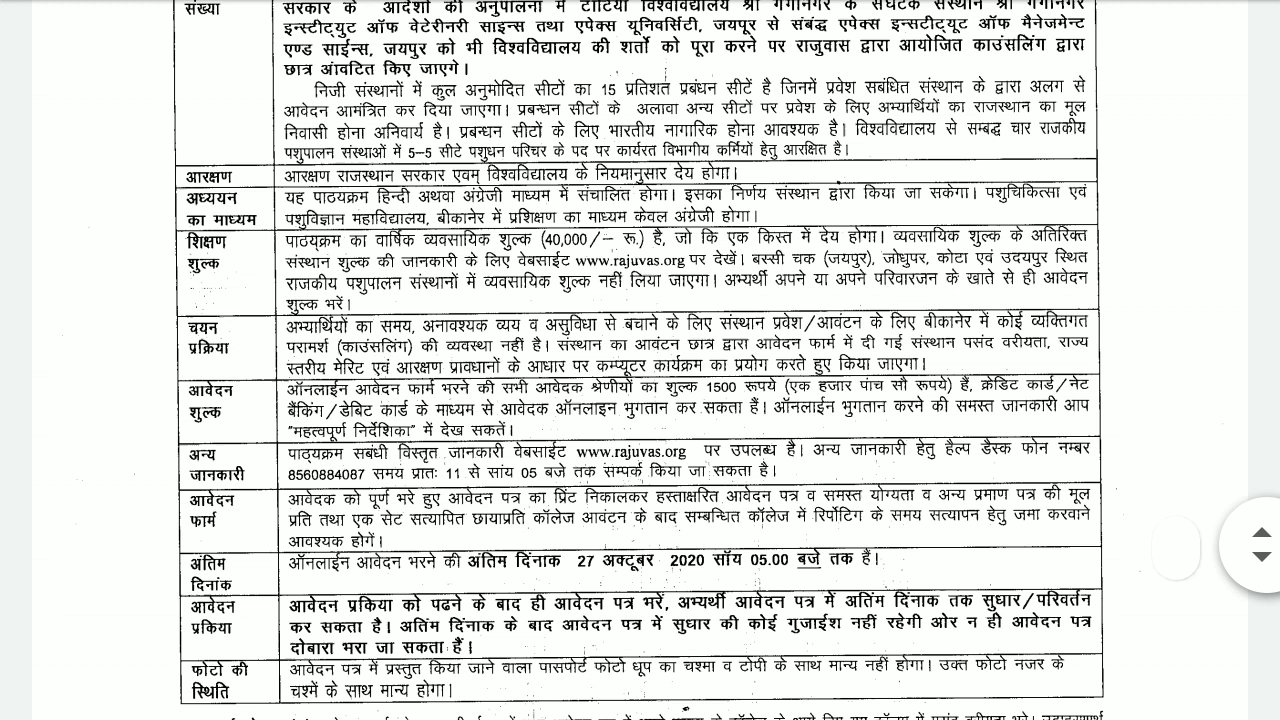 संख्या
सरकार के आदेशों की अनुपालना में टांटिया विश्वविद्यालय श्री गंगानगर के संघटक संस्थान श्री गंगानगर
इन्स्टीट्युट ऑफ वेटेरीनरी साइन्स तथा एपेक्स यूनिवर्सिटी, जयपुर से संबंद्ध एपेक्स इन्सटीट्यूट ऑफ मैनेजमेन्ट
एण्ड साईन्स, जयपुर को भी विश्वविद्यालय की शर्तो को पूरा करने पर राजुवास द्वारा आयोजित काउंसलिंग द्वारा
छात्र आंवटित किए जाएगे।
निजी संस्थानों में कुल अनुमोदित सीटों का 15 प्रतिशत प्रबंधन सीटें है जिनमें प्रवेश सबंधित संस्थान के द्वारा अलग से
आवेदन आमंत्रित कर दिया जाएगा। प्रबन्धन सीटों के अलावा अन्य सीटों पर प्रवेश के लिए अभ्यार्थियों का राजस्थान का मूल
निवासी होना अनिवार्य है। प्रबन्धन सीटों के लिए भारतीय नागारिक होना आवश्यक है। विश्वविद्यालय से सम्बद्ध चार राजकीय
पशुपालन संस्थाओं में 5–5 सीटे पशुधन परिचर के पद पर कार्यरत विभागीय कर्मियों हेतु आरक्षित है।
आरक्षण
आरक्षण राजस्थान सरकार एवम् विश्वविद्यालय के नियमानुसार देय होगा।
अध्ययन
का माध्यम
यह पाठयक्रम हिन्दी अथवा अंग्रेजी माध्यम में संचालित होगा। इसका निर्णय संस्थान द्वारा किया जा सकेगा। पशुचिकित्सा एवं
पशुविज्ञान महाविद्यालय, बीकानेर में प्रशिक्षण का माध्यम केवल अंग्रेजी होगा।
शिक्षण
शुल्क
पाठय्क्रम का वार्षिक व्यवसायिक शुल्क (40,000/– रू.) है, जो कि एक किस्त में देय होगा। व्यवसायिक शुल्क के अतिरिक्त
संस्थान शुल्क की जानकारी के लिए वेबसाईट www.rajuvas.org पर देखें। बस्सी चक (जयपुर), जोधुपर, कोटा एवं उदयपुर स्थित
राजकीय पशुपालन संस्थानों में व्यवसायिक शुल्क नहीं लिया जाएगा। अभ्यर्थी अपने या अपने परिवारजन के खाते से ही आवेदन
शुल्क भरें।
चयन
प्रक्रिया
अभ्यार्थियों का समय, अनावश्यक व्यय व असुविधा से बचाने के लिए संस्थान प्रवेश/आवंटन के लिए बीकानेर में कोई व्यक्तिगत
परामर्श (काउंसलिंग) की व्यवस्था नहीं है। संस्थान का आवंटन छात्र द्वारा आवेदन फार्म में दी गई संस्थान पसंद वरीयता, राज्य
स्तरीय मेरिट एवं आरक्षण प्रावधानों के आधार पर कम्प्यूटर कार्यक्रम का प्रयोग करते हुए किया जाएगा।
आवेदन
शुल्क
ऑनलाईन आवेदन फार्म भरने की सभी आवेदक श्रेणीयों का शुल्क 1500 रूपये (एक हजार पांच सौ रूपये) हैं, क्रेडिट कार्ड/नेट
बैंकिंग/डेबिट कार्ड के माध्यम से आवेदक ऑनलाइन भुगतान कर सकता हैं। ऑनलाईन भुगतान करने की समस्त जानकारी आप
"महत्वपूर्ण निर्देशिका" में देख सकतें।
अन्य
जानकारी
पाठ्यक्रम सबंधी विस्तृत जानकारी वेबसाईट www.rajuvas.org पर उपलब्ध है। अन्य जानकारी हेतु हैल्प डैस्क फोन नम्बर
8560884087 समय प्रातः 11 से सांय 05 बजे तक सम्पर्क किया जा सकता है।
आवेदन
फार्म
आवेदक को पूर्ण भरे हुए आवेदन पत्र का प्रिंट निकालकर हस्ताक्षरित आवेदन पत्र व समस्त योग्यता व अन्य प्रमाण पत्र की मूल
प्रति तथा एक सेट सत्यापित छायाप्रति कॉलेज आवंटन के बाद सम्बन्धित कॉलेज में रिर्पोटिंग के समय सत्यापन हेतु जमा करवाने
आवश्यक होगें।
अंतिम
दिनांक
ऑनलाईन आवेदन भरने की अंतिम दिंनाक 27 अक्टूबर 2020 सॉय 05.00 बजे तक हैं।
आवेदन
प्रकिया
आवेदन प्रकिया को पढने के बाद ही आवेदन पत्र भरें, अभ्यर्थी आवेदन पत्र में अतिंम दिंनाक तक सुधार/परिवर्तन
कर सकता है। अतिंम दिंनाक के बाद आवेदन पत्र में सुधार की कोई गुजाईश नहीं रहेगी ओर न ही आवेदन पत्र
दोबारा भरा जा सकता हैं।
फोटो की
स्थिति
आवेदन पत्र में प्रस्तुत किया जाने वाला पासपोर्ट फोटो धूप का चश्मा व टोपी के साथ मान्य नहीं होगा। उक्त फोटो नजर के
चश्में के साथ मान्य होगा।